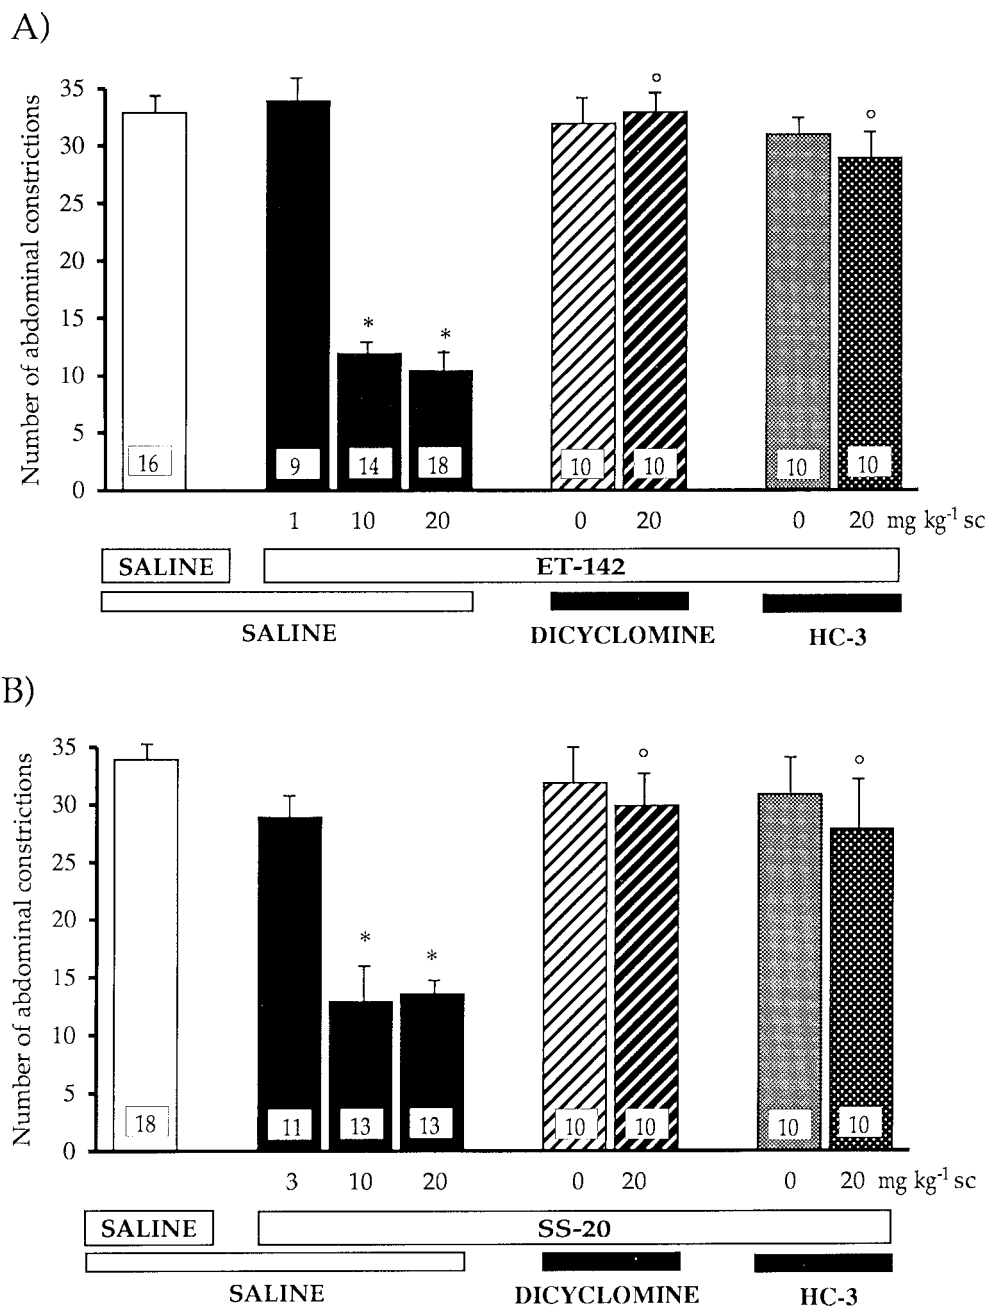 A)
Number of abdominal constrictions
35
30
25
20
15
10
5
0
* * ° °
16 9 14 18 10 10 10 10
1 10 20 0 20 0 20 mg kg-1 sc
SALINE ET-142
SALINE DICYCLOMINE HC-3
B)
Number of abdominal constrictions
35
30
25
20
15
10
5
0
* * ° °
18 11 13 13 10 10 10 10
3 10 20 0 20 0 20 mg kg-1 sc
SALINE SS-20
SALINE DICYCLOMINE HC-3